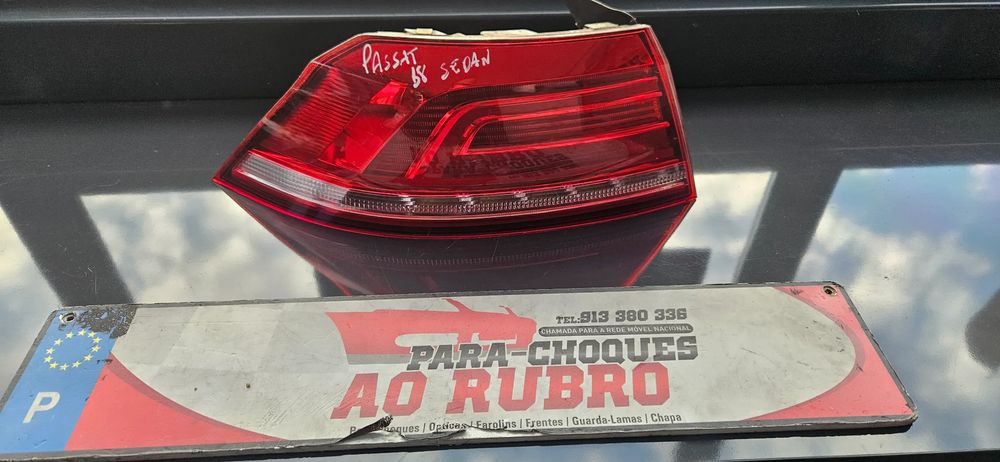 PASSAT
B8 SEDAN
TEL:913 380 336
CHAMADA PARA A REDE MÓVEL NACIONAL
PARA-CHOQUES
AO RUBRO
P
| Farolins | Frentes | Guarda-Lamas | Chapa